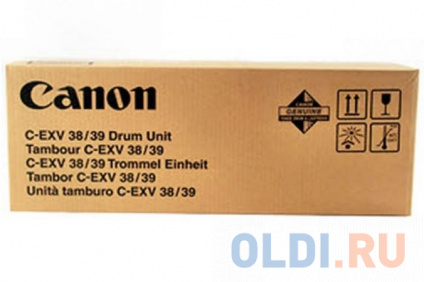 Canon
C-EXV 38/39 Drum Unit
Tambour C-EXV 38/39
C-EXV 38/39 Trommel Einheit
Tambor C-EXV 38/39
Unità tamburo C-EXV 38/39
GENUINE
OLDI.RU